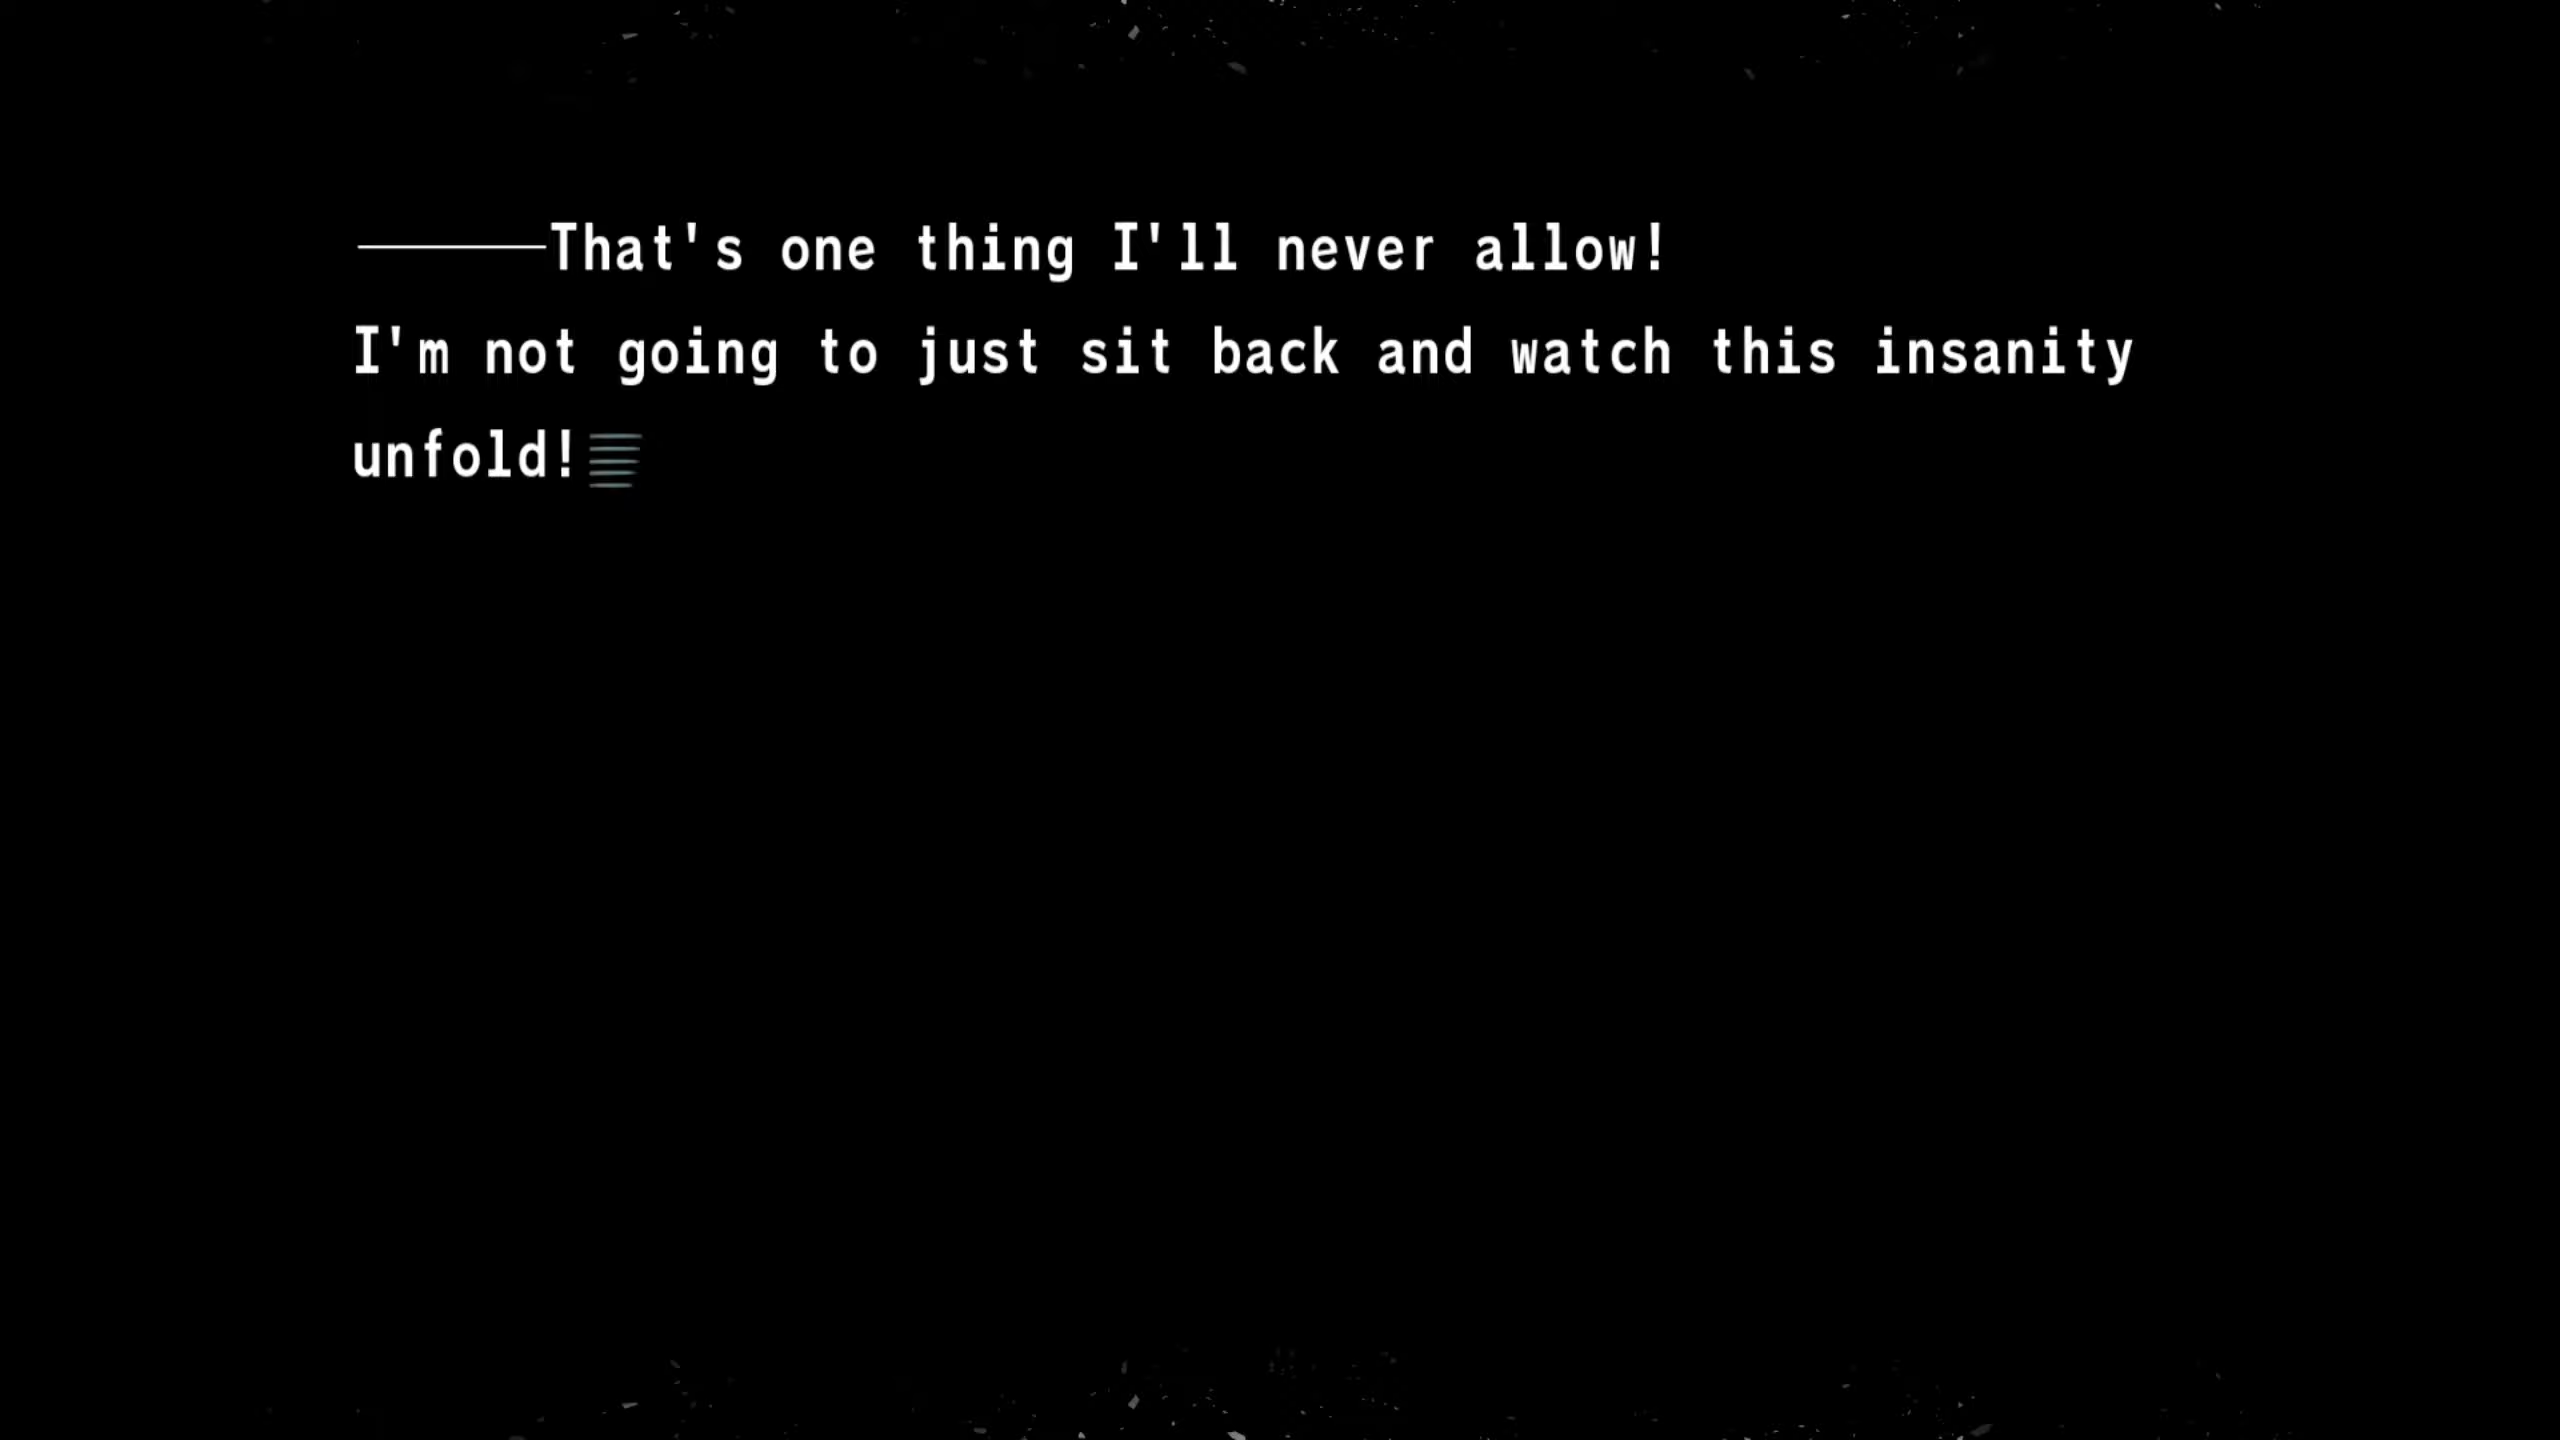 ———That's one thing I'll never allow!
I'm not going to just sit back and watch this insanity
unfold!